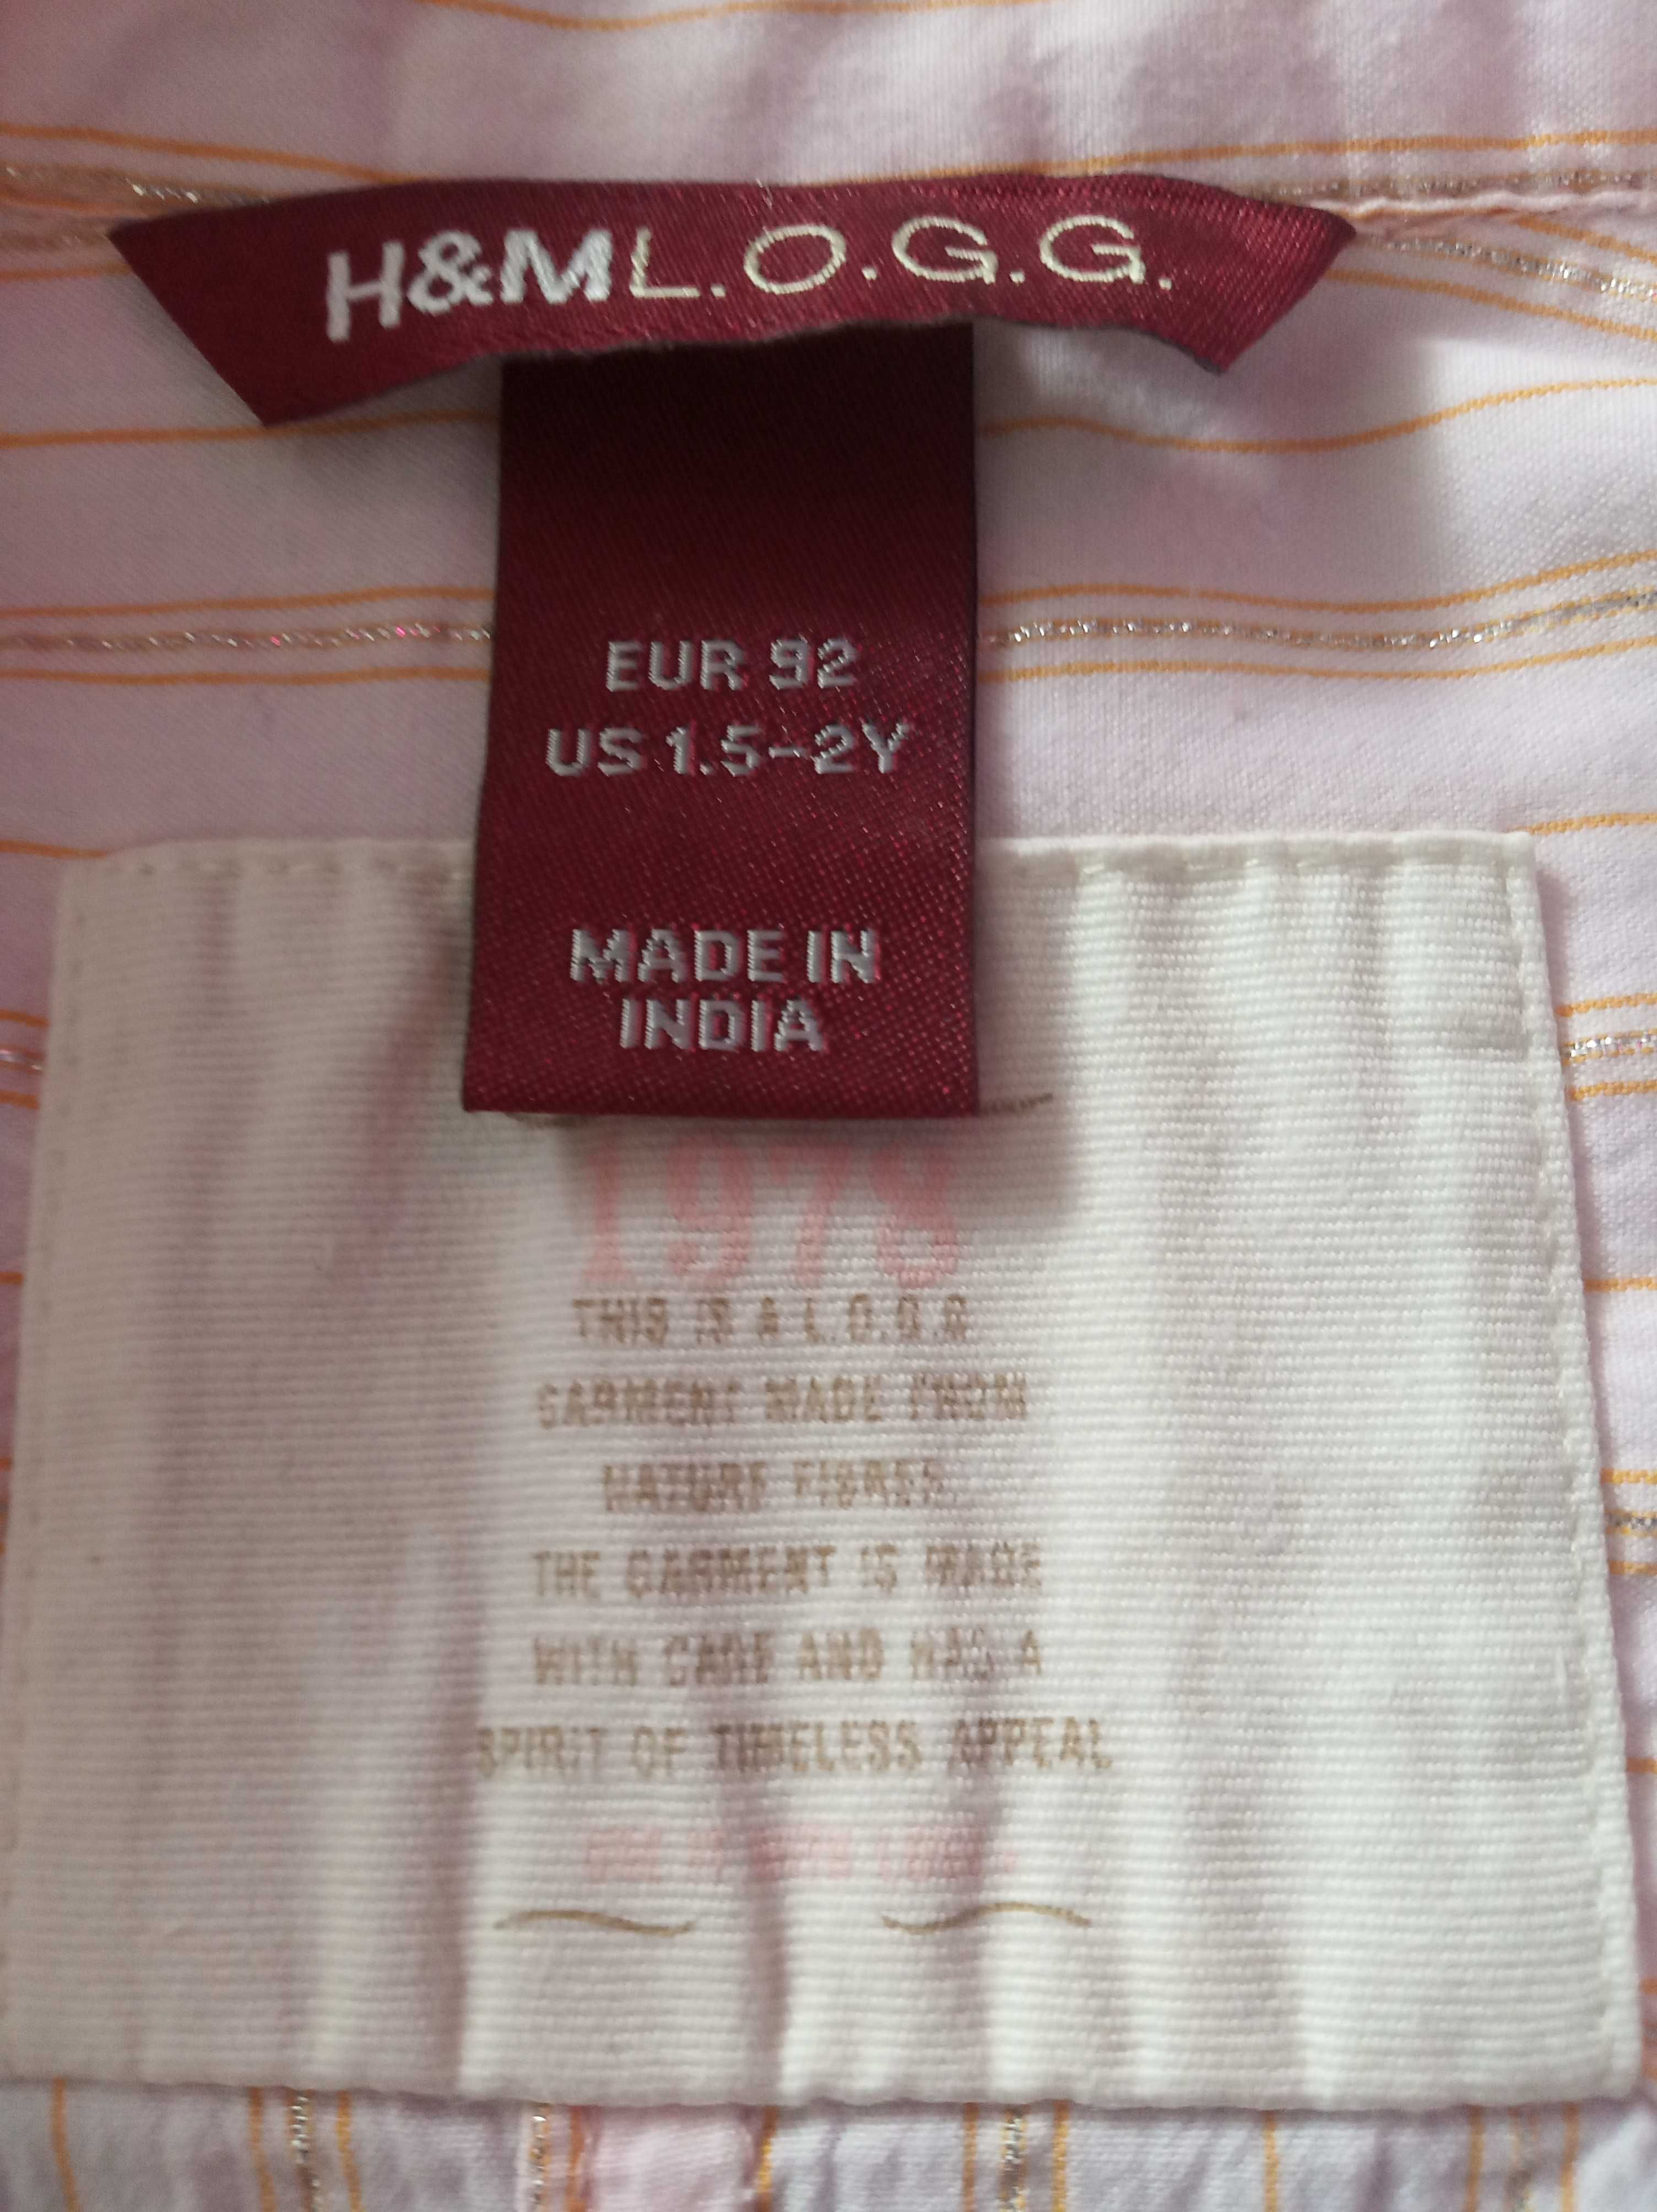 H&M L.O.G.G.
EUR 92
US 1.5-2Y
MADE IN
INDIA
1978
THIS IS A L.O.G.G
GARMENT MADE FROM
NATURE FIBRES
THE GARMENT IS MADE
WITH CARE AND HAS A
SPIRIT OF TIMELESS APPEAL